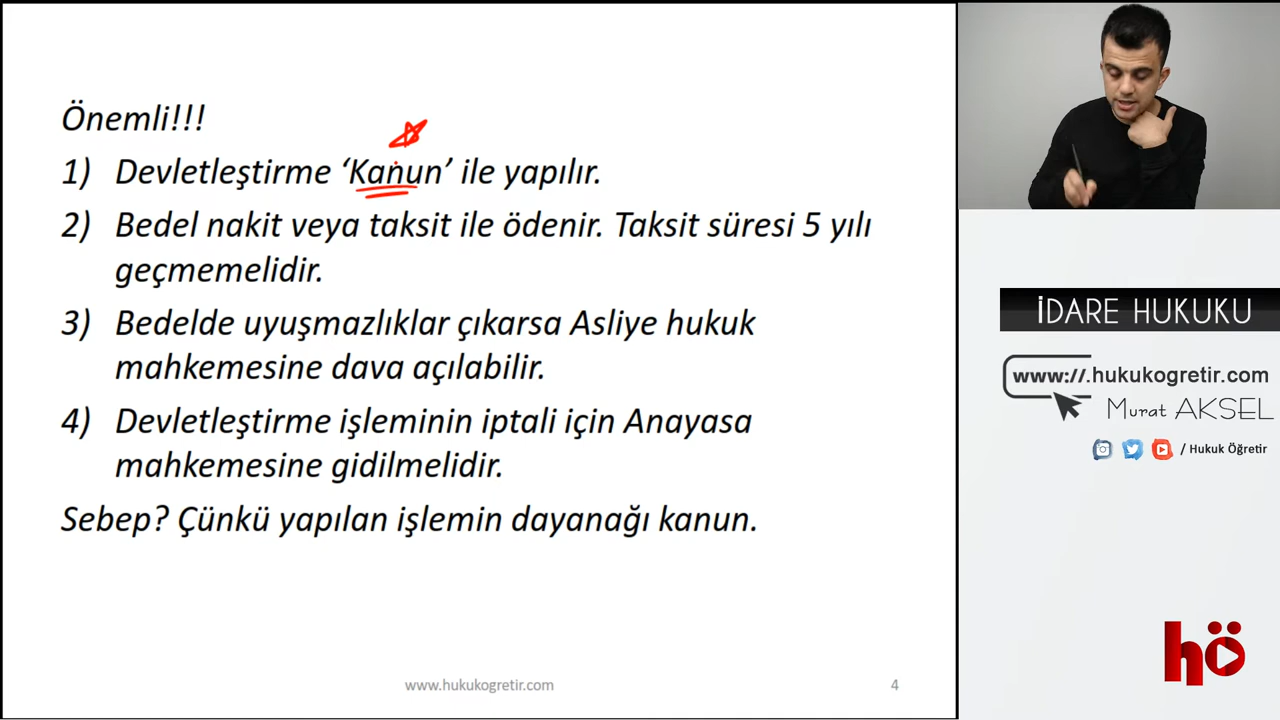 Önemli!!!
1) Devletleştirme ‘Kanun’ ile yapılır.
2) Bedel nakit veya taksit ile ödenir. Taksit süresi 5 yılı
geçmemelidir.
3) Bedelde uyuşmazlıklar çıkarsa Asliye hukuk
mahkemesine dava açılabilir.
4) Devletleştirme işleminin iptali için Anayasa
mahkemesine gidilmelidir.
Sebep? Çünkü yapılan işlemin dayanağı kanun.
www.hukukogretir.com
4
İDARE HUKUKU
www://.hukukogretir.com
Murat AKSEL
/ Hukuk Öğretir
hö